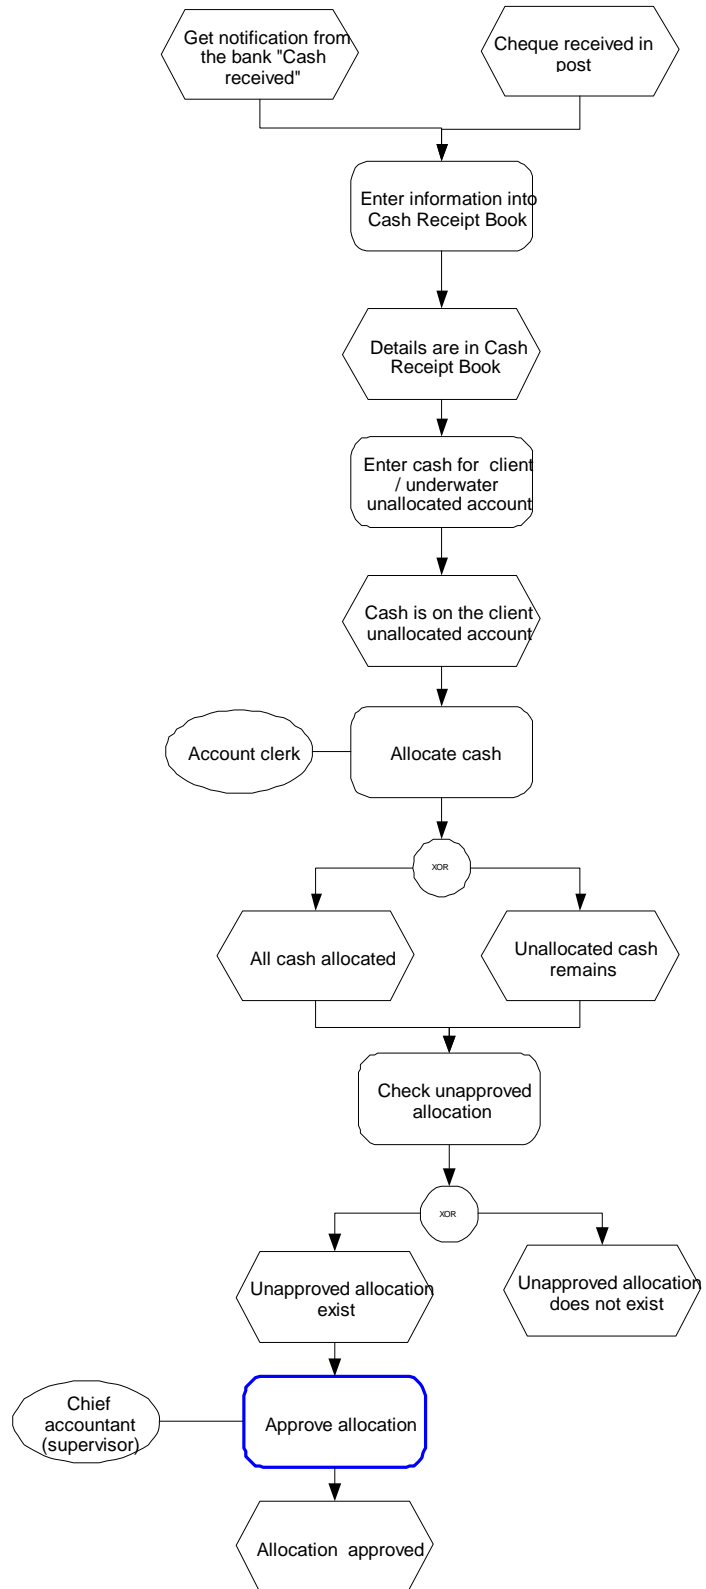 Get notification from
the bank "Cash
received"
Cheque received in
post
Enter information into
Cash Receipt Book
Details are in Cash
Receipt Book
Enter cash for client
/ underwater
unallocated account
Cash is on the client
unallocated account
Account clerk
Allocate cash
XOR
All cash allocated
Unallocated cash
remains
Check unapproved
allocation
XOR
Unapproved allocation
exist
Unapproved allocation
does not exist
Chief
accountant
(supervisor)
Approve allocation
Allocation approved